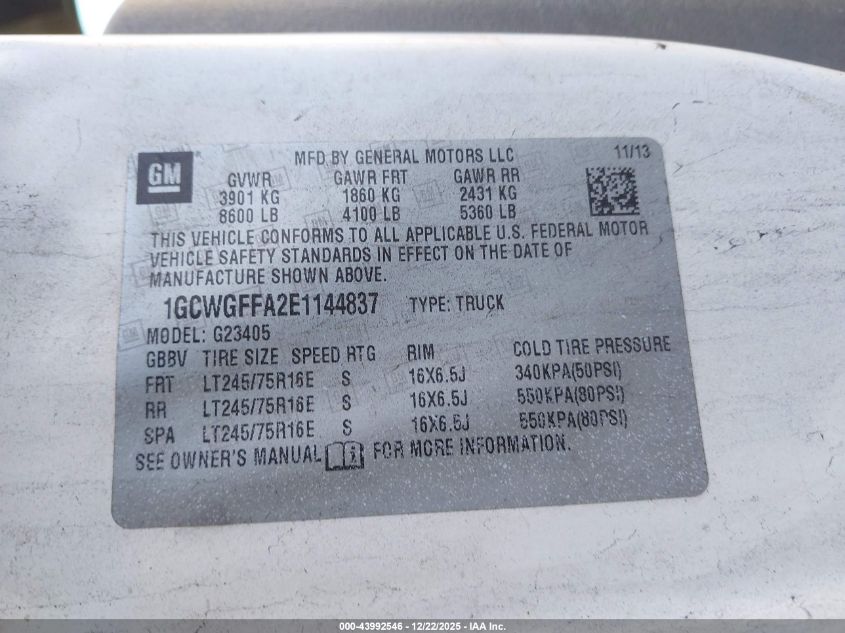 GM
MFD BY GENERAL MOTORS LLC 11/13
GVWR GAWR FRT GAWR RR
3901 KG 1860 KG 2431 KG
8600 LB 4100 LB 5360 LB
THIS VEHICLE CONFORMS TO ALL APPLICABLE U.S. FEDERAL MOTOR
VEHICLE SAFETY STANDARDS IN EFFECT ON THE DATE OF
MANUFACTURE SHOWN ABOVE.
1GCWGFFA2E1144837 TYPE: TRUCK
MODEL: G23405
GBBV TIRE SIZE SPEED RTG RIM COLD TIRE PRESSURE
FRT LT245/75R16E S 16X6.5J 340KPA(50PSI)
RR LT245/75R16E S 16X6.5J 550KPA(80PSI)
SPA LT245/75R16E S 16X6.5J 550KPA(80PSI)
SEE OWNER'S MANUAL FOR MORE INFORMATION.
000-43992546 - 12/22/2025 - IAA Inc.